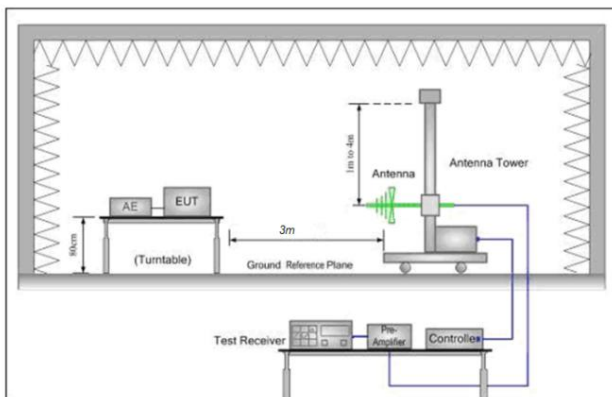 1m to 4m
Antenna
Antenna Tower
AE
EUT
80cm
(Turntable)
3m
Ground Reference Plane
Test Receiver
Pre-
Amplifier
Controller